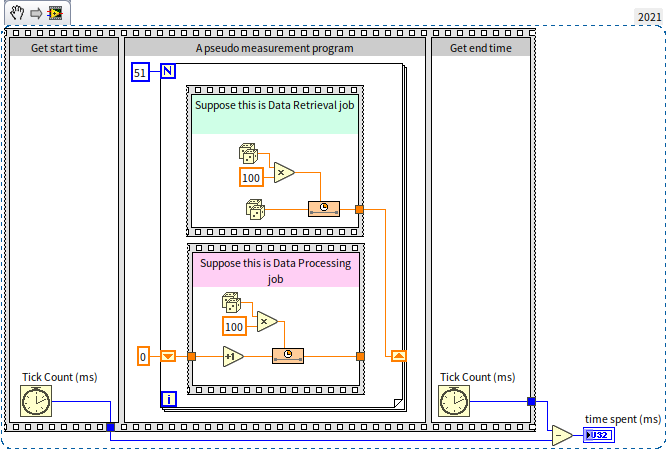 2021
Get start time
A pseudo measurement program
Get end time
51
N
Suppose this is Data Retrieval job
×
100
Suppose this is Data Processing
job
×
100
0
+1
i
Tick Count (ms)
Tick Count (ms)
time spent (ms)
-
U32